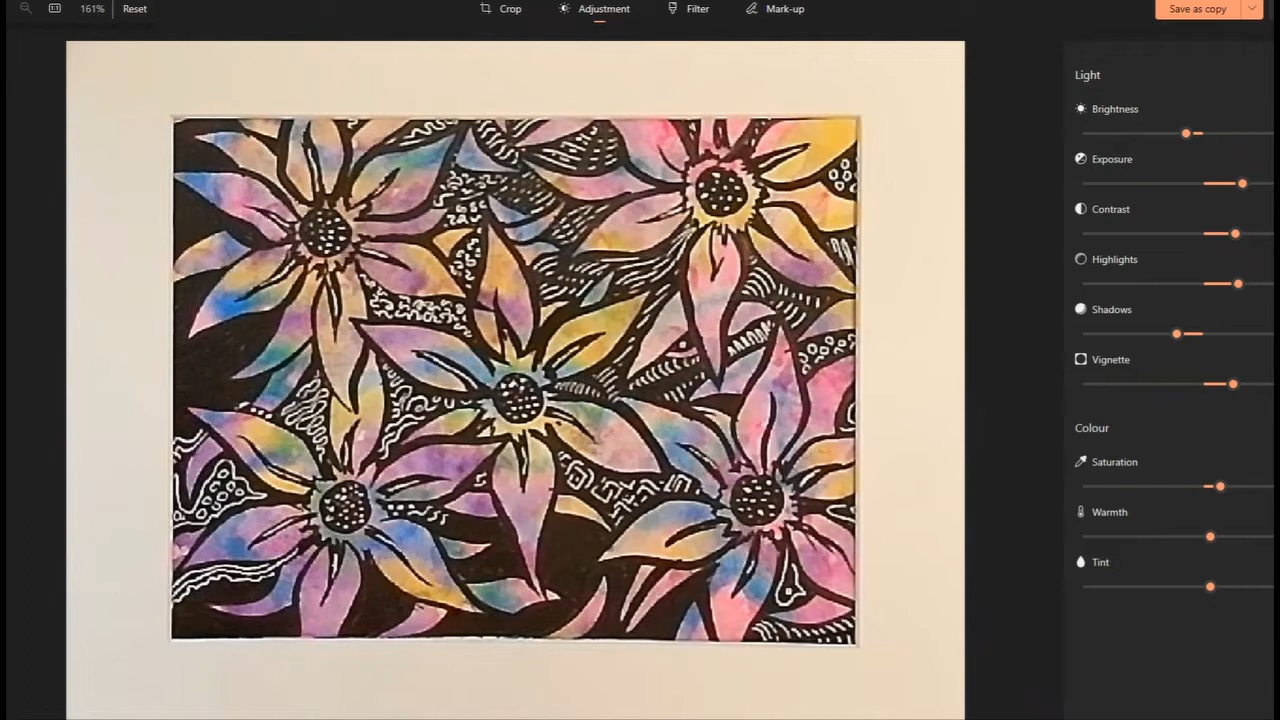 161% Reset Crop Adjustment Filter Mark-up Save as copy
Light
Brightness
Exposure
Contrast
Highlights
Shadows
Vignette
Colour
Saturation
Warmth
Tint